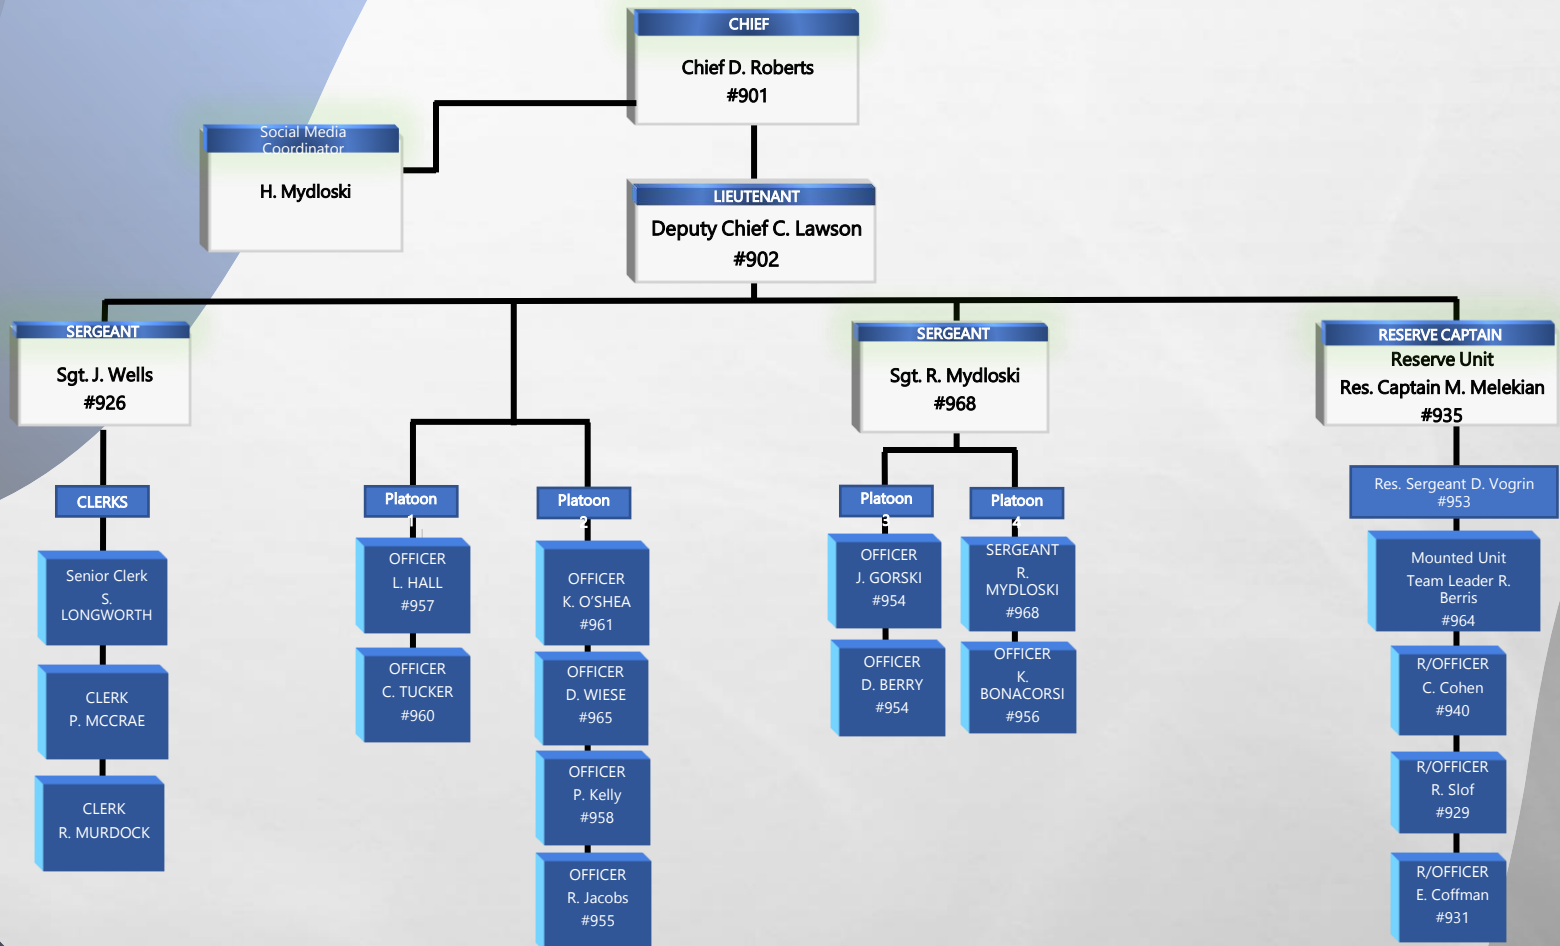 CHIEF
Chief D. Roberts
#901
Social Media
Coordinator
H. Mydloski
LIEUTENANT
Deputy Chief C. Lawson
#902
SERGEANT
Sgt. J. Wells
#926
SERGEANT
Sgt. R. Mydloski
#968
RESERVE CAPTAIN
Reserve Unit
Res. Captain M. Melekian
#935
CLERKS
Senior Clerk
S.
LONGWORTH
CLERK
P. MCCRAE
CLERK
R. MURDOCK
Platoon
1
OFFICER
L. HALL
#957
OFFICER
C. TUCKER
#960
Platoon
2
OFFICER
K. O'SHEA
#961
OFFICER
D. WIESE
#965
OFFICER
P. Kelly
#958
OFFICER
R. Jacobs
#955
Platoon
3
OFFICER
J. GORSKI
#954
OFFICER
D. BERRY
#954
Platoon
4
SERGEANT
R.
MYDLOSKI
#968
OFFICER
K.
BONACORSI
#956
Res. Sergeant D. Vogrin
#953
Mounted Unit
Team Leader R.
Berris
#964
R/OFFICER
C. Cohen
#940
R/OFFICER
R. Slof
#929
R/OFFICER
E. Coffman
#931